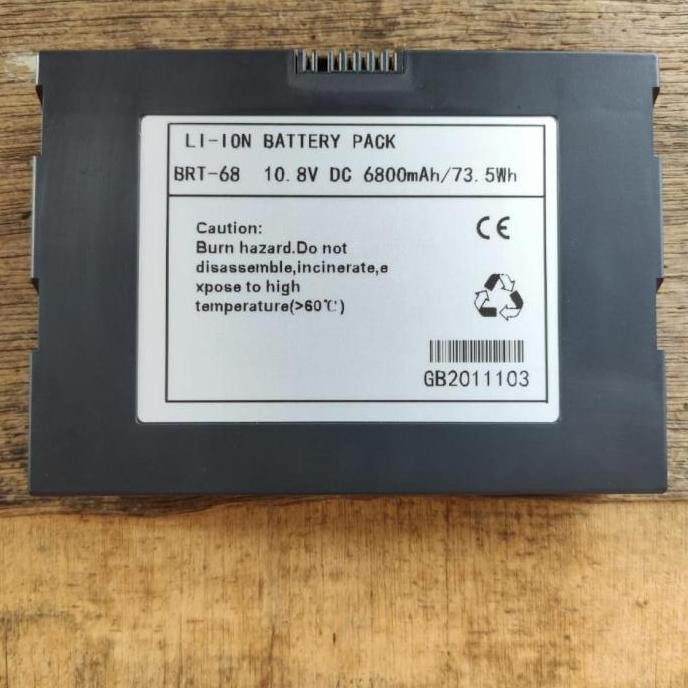 LI-ION BATTERY PACK
BRT-68 10.8V DC 6800mAh/73.5Wh
Caution:
Burn hazard.Do not
disassemble,incinerate,e
xpose to high
temperature(>60℃)
CE
GB2011103